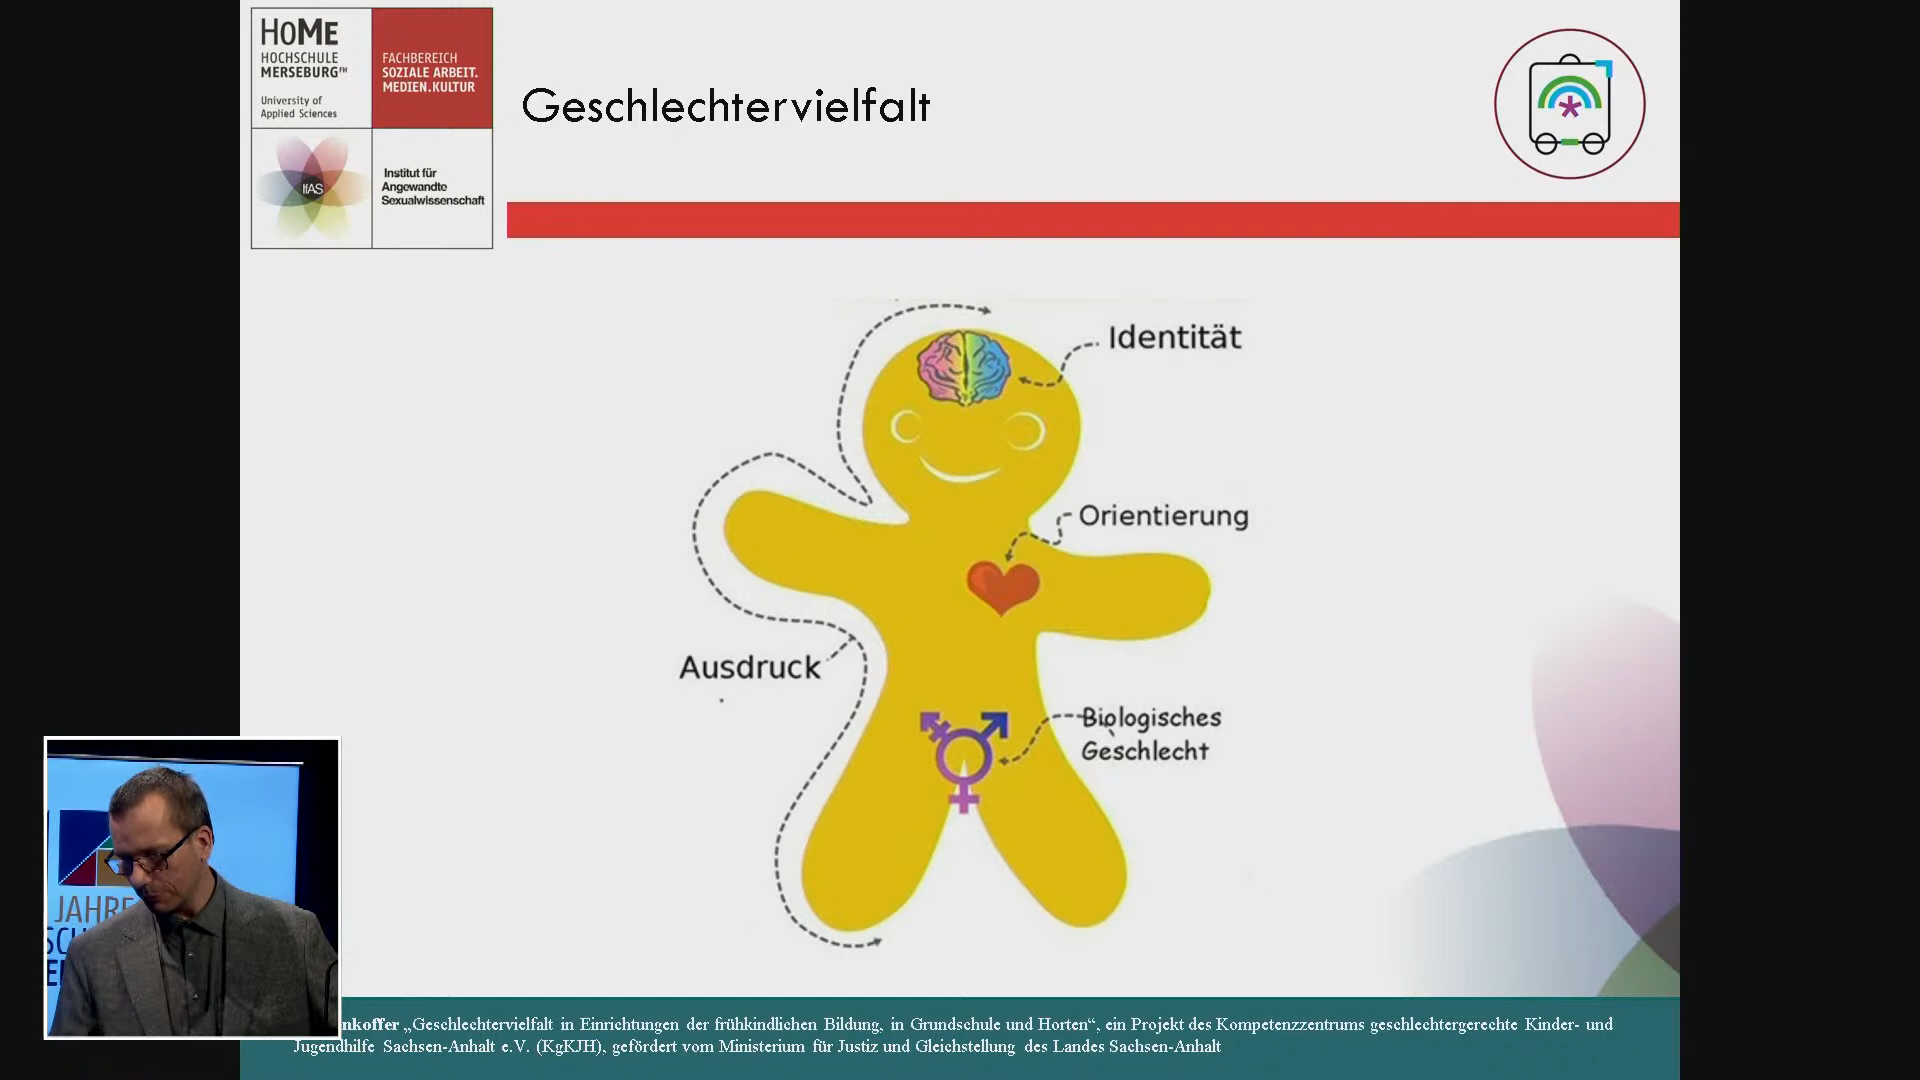 HoMe
HOCHSCHULE
MERSEBURG FH
University of
Applied Sciences
FACHBEREICH
SOZIALE ARBEIT.
MEDIEN.KULTUR
IfAS
Institut für
Angewandte
Sexualwissenschaft
Geschlechtervielfalt
Identität
Orientierung
Ausdruck
Biologisches
Geschlecht
JAHRE
nkoffer „Geschlechtervielfalt in Einrichtungen der frühkindlichen Bildung, in Grundschule und Horten“, ein Projekt des Kompetenzzentrums geschlechtergerechte Kinder- und
Jugendhilfe Sachsen-Anhalt e.V. (KgKJH), gefördert vom Ministerium für Justiz und Gleichstellung des Landes Sachsen-Anhalt